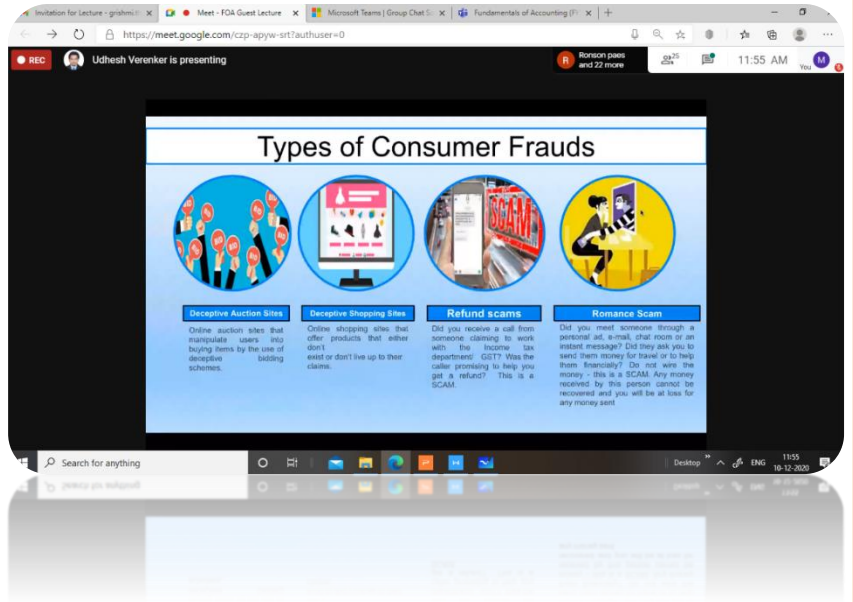 Invitation for Lecture - grishmi.th
Meet - FOA Guest Lecture
Microsoft Teams | Group Chat Sc
Fundamentals of Accounting (F
https://meet.google.com/czp-apyw-srt?authuser=0
REC
Udhesh Verenker is presenting
R
Ronson paes
and 22 more
25
11:55 AM
You
M
Types of Consumer Frauds
BID
BID
BID
BID
SCAM
Deceptive Auction Sites
Online auction sites that
manipulate users into
buying items by the use of
deceptive bidding
schemes.
Deceptive Shopping Sites
Online shopping sites that
offer products that either
don't
exist or don't live up to their
claims.
Refund scams
Did you receive a call from
someone claiming to work
with the Income tax
department/ GST? Was the
caller promising to help you
get a refund? This is a
SCAM.
Romance Scam
Did you meet someone through a
personal ad, e-mail, chat room or an
instant message? Did they ask you to
send them money for travel or to help
them financially? Do not wire the
money - this is a SCAM. Any money
received by this person cannot be
recovered and you will be at loss for
any money sent
Search for anything
Desktop
ENG
11:55
10-12-2020